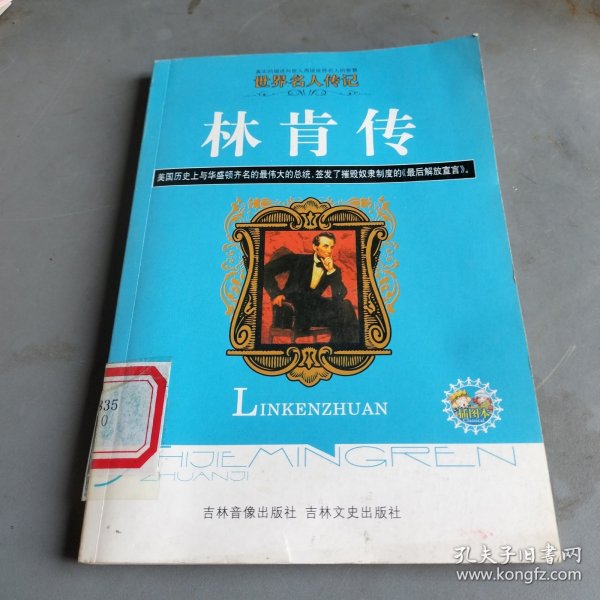 世界名人传记
林肯传
美国历史上与华盛顿齐名的最伟大的总统，签发了摧毁奴隶制度的《最后解放宣言》。
LINKENZHUAN
插图本
335
0
SHIJIEMINGREN
ZHUANJI
吉林音像出版社 吉林文史出版社
孔夫子旧书网
www.kongfz.com